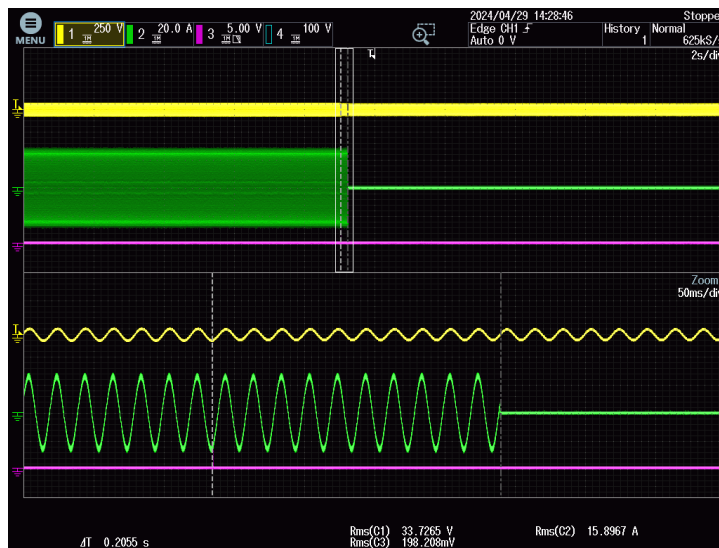 2024/04/29 14:28:46 Stoppe
MENU
1 250 V
2 20.0 A
3 5.00 V
4 100 V
Edge CH1
Auto 0 V
History
1
Normal
625kS/
2s/di
T
T
Zoom
50ms/di
T
Rms(C1) 33.7265 V Rms(C2) 15.8967 A
ΔT 0.2055 s Rms(C3) 198.208mV